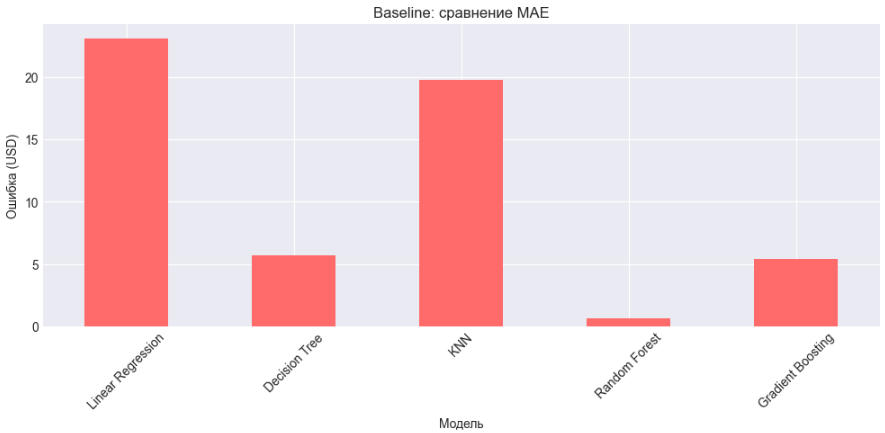 Baseline: сравнение MAE
Ошибка (USD)
20
15
10
5
0
Linear Regression
Decision Tree
KNN
Random Forest
Gradient Boosting
Модель